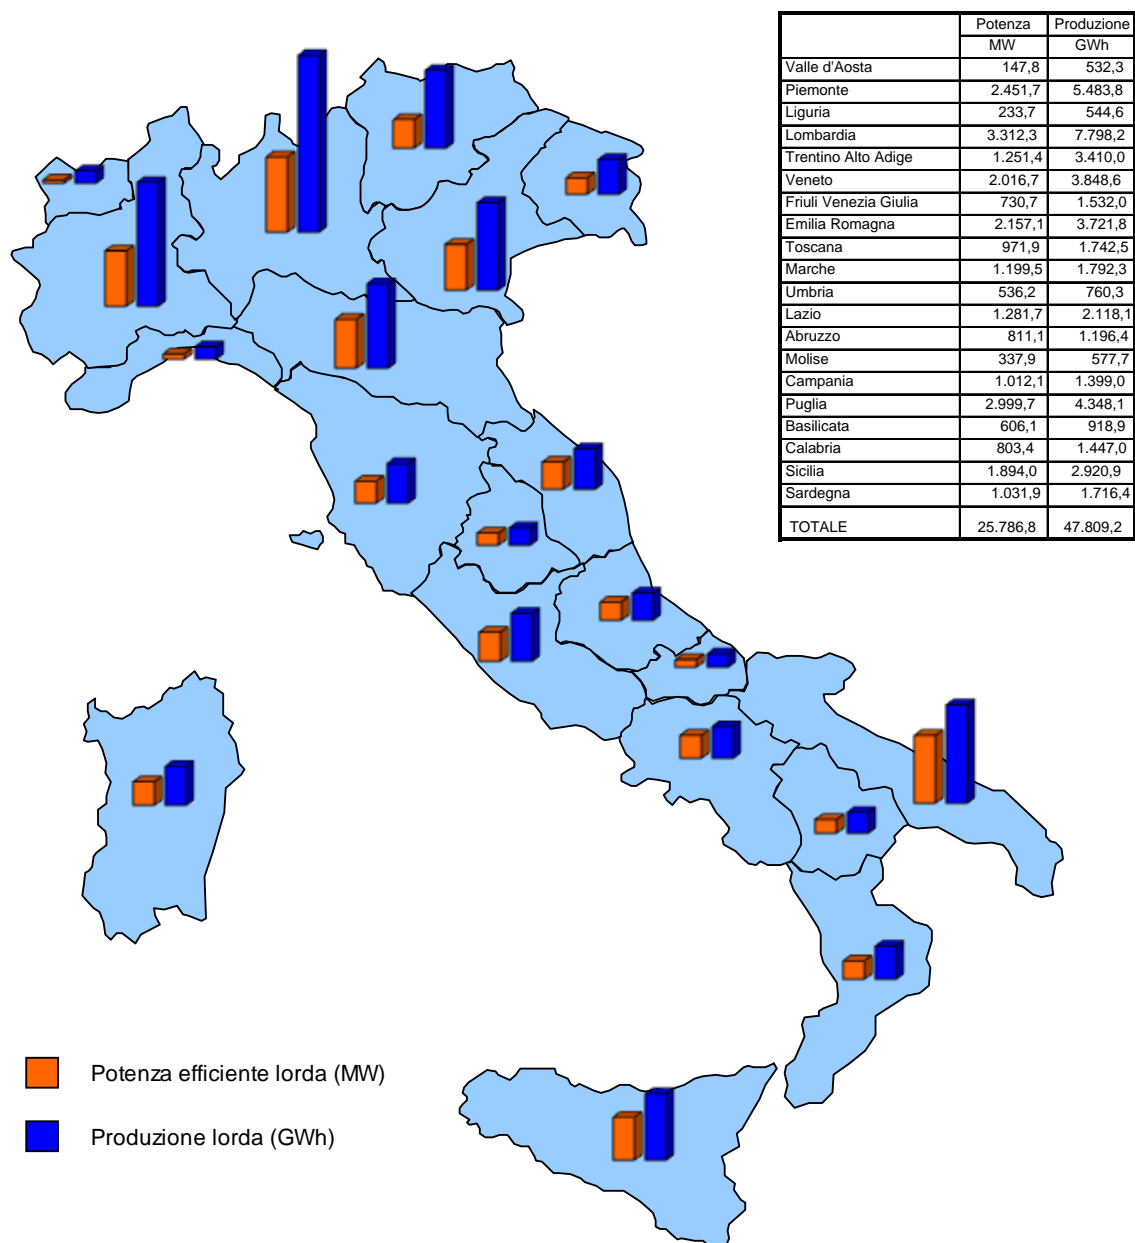 Potenza Produzione
MW GWh
Valle d'Aosta 147,8 532,3
Piemonte 2.451,7 5.483,8
Liguria 233,7 544,6
Lombardia 3.312,3 7.798,2
Trentino Alto Adige 1.251,4 3.410,0
Veneto 2.016,7 3.848,6
Friuli Venezia Giulia 730,7 1.532,0
Emilia Romagna 2.157,1 3.721,8
Toscana 971,9 1.742,5
Marche 1.199,5 1.792,3
Umbria 536,2 760,3
Lazio 1.281,7 2.118,1
Abruzzo 811,1 1.196,4
Molise 337,9 577,7
Campania 1.012,1 1.399,0
Puglia 2.999,7 4.348,1
Basilicata 606,1 918,9
Calabria 803,4 1.447,0
Sicilia 1.894,0 2.920,9
Sardegna 1.031,9 1.716,4
TOTALE 25.786,8 47.809,2
Potenza efficiente lorda (MW)
Produzione lorda (GWh)